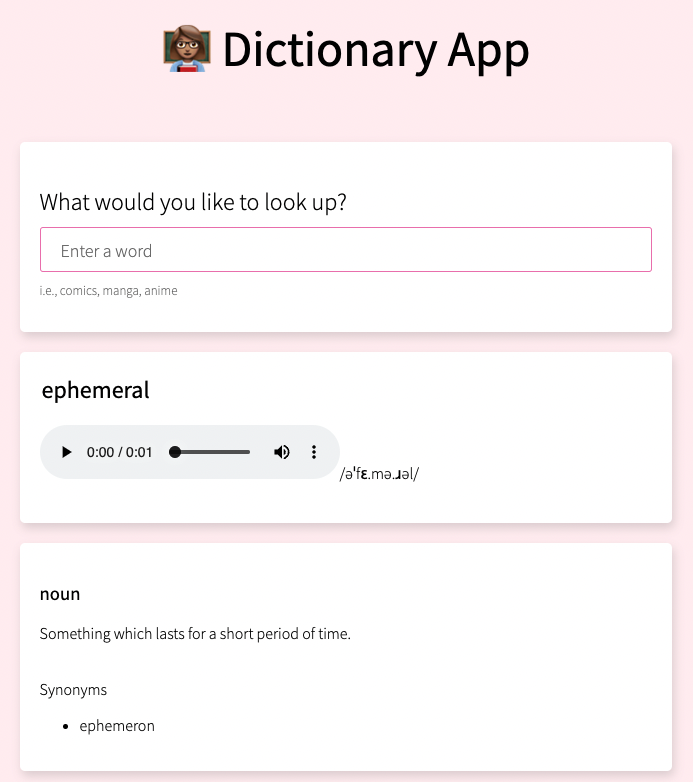 Dictionary App
What would you like to look up?
Enter a word
i.e., comics, manga, anime
ephemeral
0:00 / 0:01
/əˈfɛ.mə.ɹəl/
noun
Something which lasts for a short period of time.
Synonyms
ephemeron